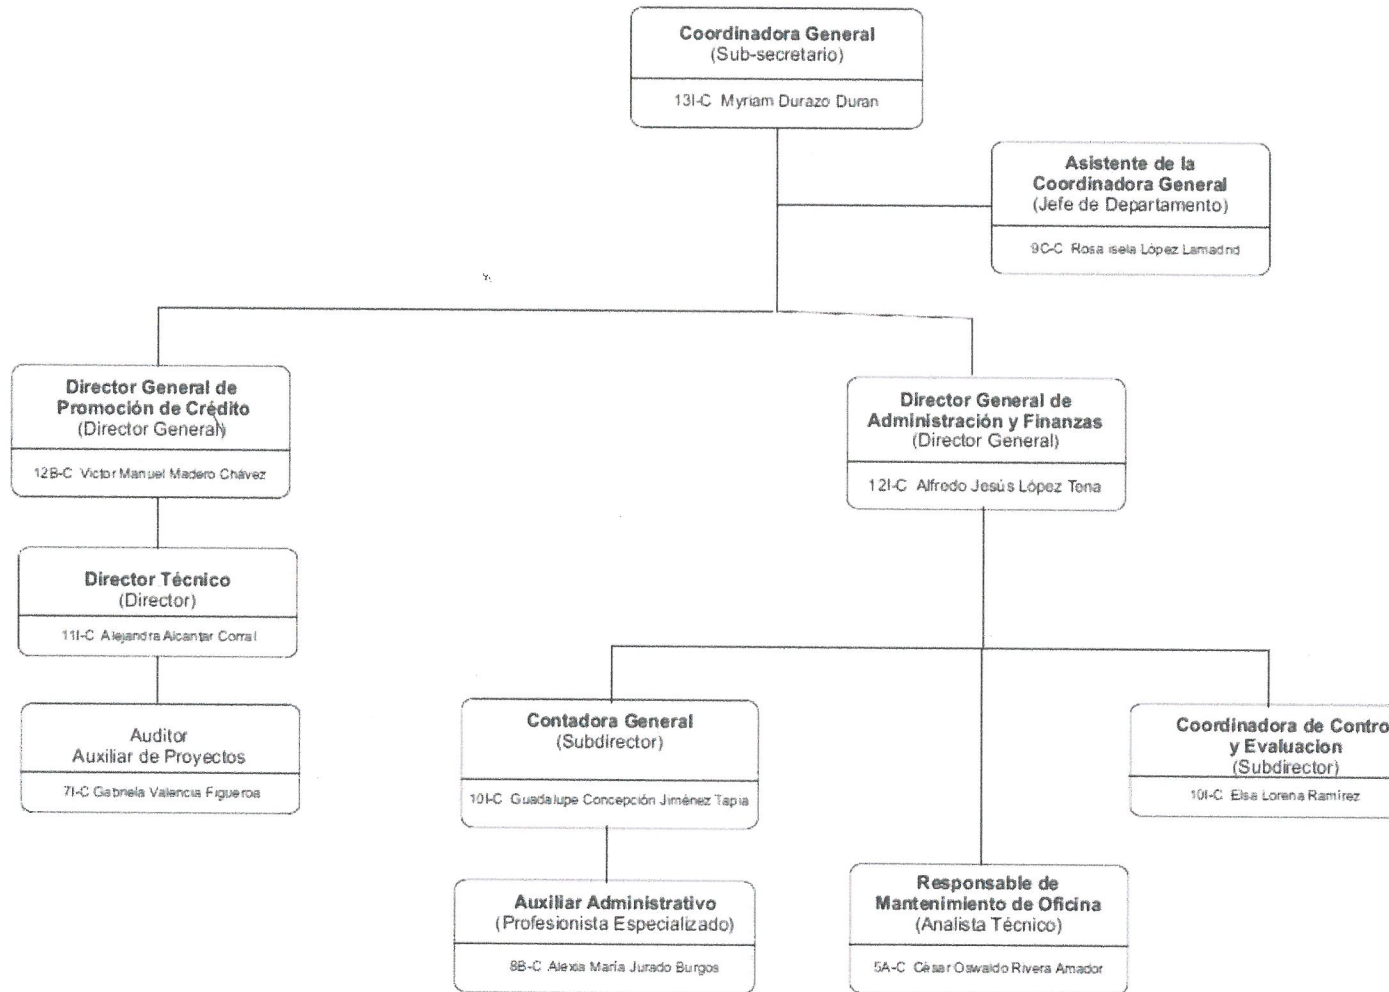 Coordinadora General
(Sub-secretario)
13I-C Myriam Durazo Duran
Asistente de la
Coordinadora General
(Jefe de Departamento)
9C-C Rosa isela López Lamadrid
Director General de
Promoción de Crédito
(Director General)
12B-C Victor Manuel Madero Chávez
Director General de
Administración y Finanzas
(Director General)
12I-C Alfredo Jesús López Tena
Director Técnico
(Director)
11I-C Alejandra Alcantar Corral
Auditor
Auxiliar de Proyectos
7I-C Gabriela Valencia Figueroa
Contadora General
(Subdirector)
10I-C Guadalupe Concepción Jiménez Tapia
Coordinadora de Contro
y Evaluacion
(Subdirector)
10I-C Elsa Lorena Ramírez
Auxiliar Administrativo
(Profesionista Especializado)
8B-C Alexia María Jurado Burgos
Responsable de
Mantenimiento de Oficina
(Analista Técnico)
5A-C César Oswaldo Rivera Amador